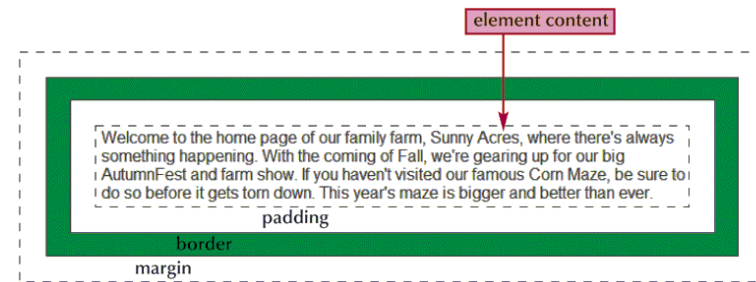 element content
Welcome to the home page of our family farm, Sunny Acres, where there's always
something happening. With the coming of Fall, we're gearing up for our big
AutumnFest and farm show. If you haven't visited our famous Corn Maze, be sure to
do so before it gets torn down. This year's maze is bigger and better than ever.
padding
border
margin